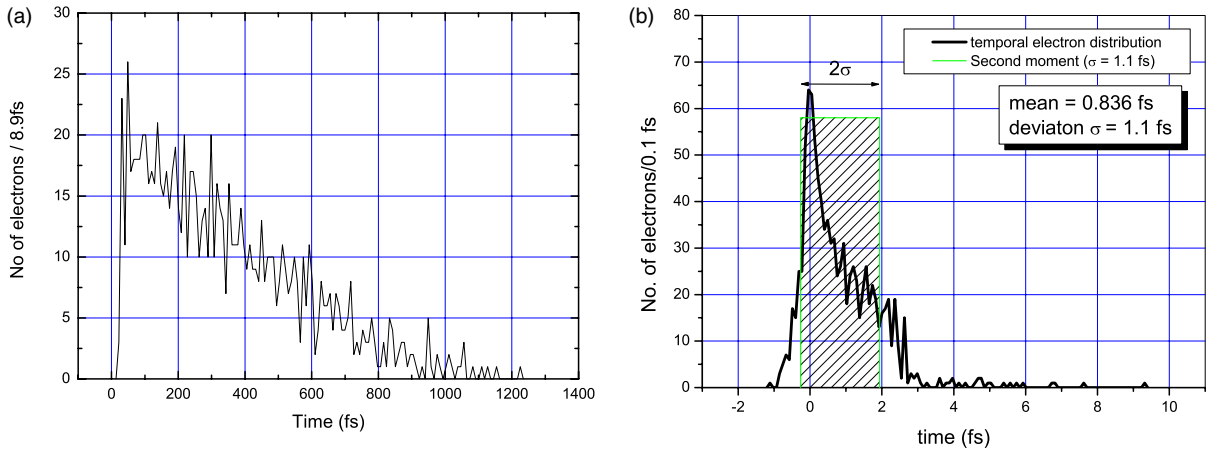 (a)
30
25
20
15
10
5
0
No of electrons / 8.9fs
0 200 400 600 800 1000 1200 1400
Time (fs)
(b)
80
70
60
50
40
30
20
10
0
No. of electrons/0.1 fs
temporal electron distribution
Second moment (σ = 1.1 fs)
2σ
mean = 0.836 fs
deviaton σ = 1.1 fs
-2 0 2 4 6 8 10
time (fs)